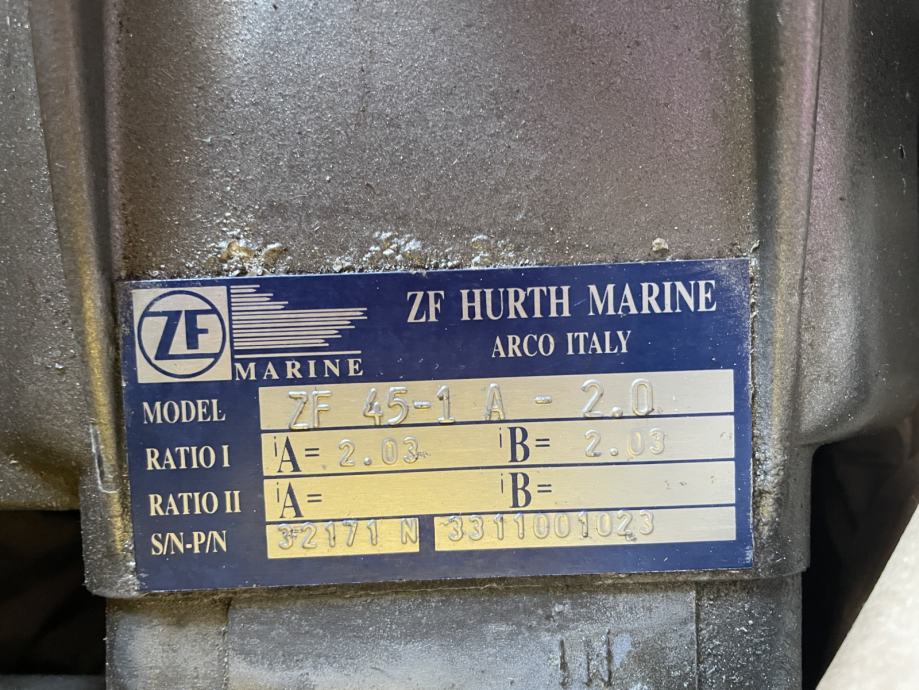 ZF HURTH MARINE
ZF
MARINE
ARCO ITALY
MODEL ZF 45-1 A - 2.0
RATIO I iA= 2.03 iB= 2.03
RATIO II iA= iB=
S/N-P/N 32171 N 3311001023